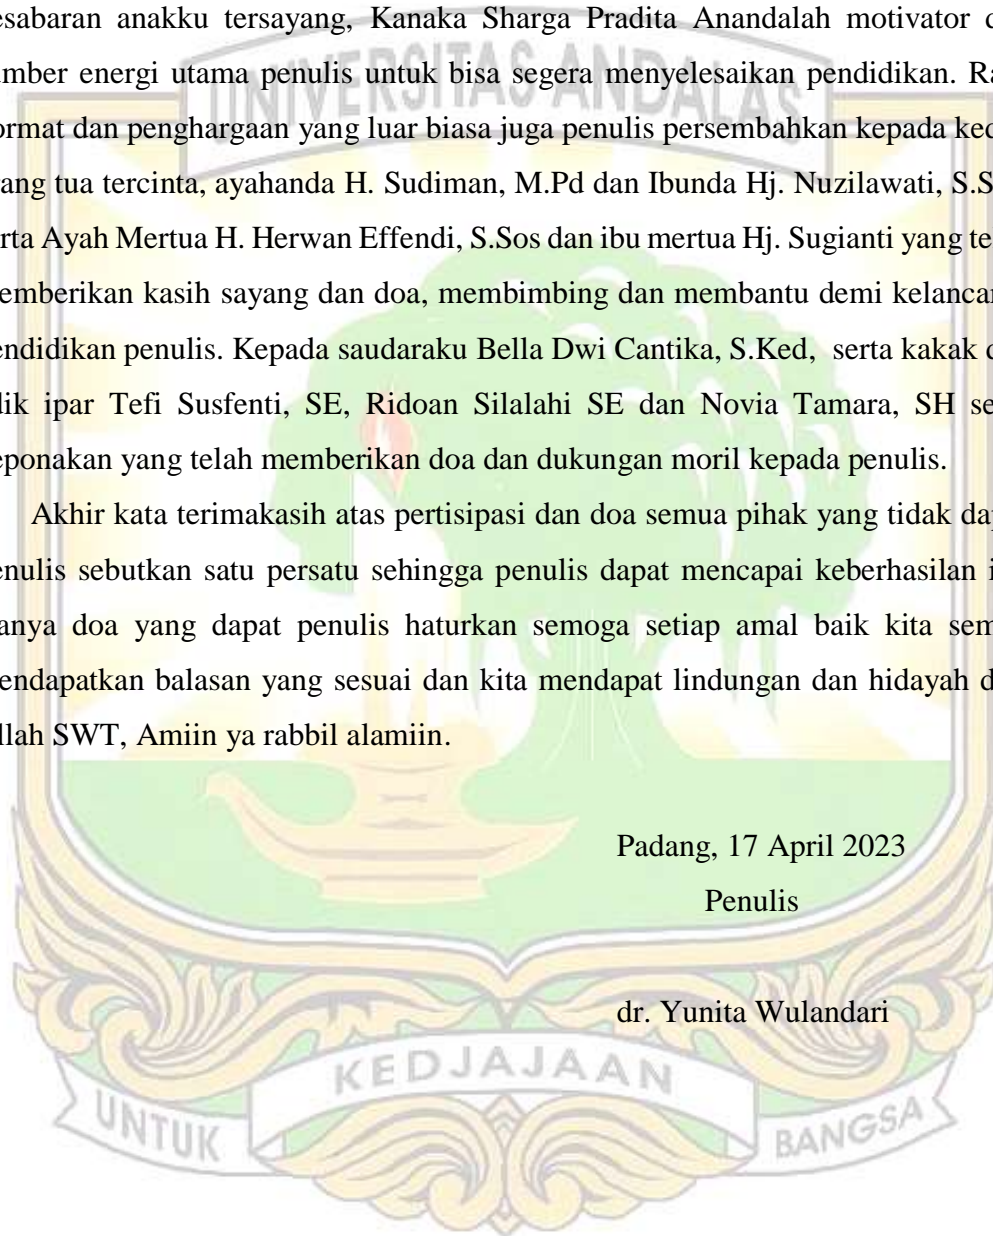 esabaran anakku tersayang, Kanaka Sharga Pradita Anandalah motivator d
umber energi utama penulis untuk bisa segera menyelesaikan pendidikan. Ra
ormat dan penghargaan yang luar biasa juga penulis persembahkan kepada ked
rang tua tercinta, ayahanda H. Sudiman, M.Pd dan Ibunda Hj. Nuzilawati, S.S
rta Ayah Mertua H. Herwan Effendi, S.Sos dan ibu mertua Hj. Sugianti yang te
emberikan kasih sayang dan doa, membimbing dan membantu demi kelancar
endidikan penulis. Kepada saudaraku Bella Dwi Cantika, S.Ked, serta kakak d
dik ipar Tefi Susfenti, SE, Ridoan Silalahi SE dan Novia Tamara, SH se
eponakan yang telah memberikan doa dan dukungan moril kepada penulis.
Akhir kata terimakasih atas pertisipasi dan doa semua pihak yang tidak dap
enulis sebutkan satu persatu sehingga penulis dapat mencapai keberhasilan i
anya doa yang dapat penulis haturkan semoga setiap amal baik kita sem
endapatkan balasan yang sesuai dan kita mendapat lindungan dan hidayah d
llah SWT, Amiin ya rabbil alamiin.
Padang, 17 April 2023
Penulis
dr. Yunita Wulandari
UNIVERSITAS ANDALAS
UNTUK KEDJAJAAN BANGSA